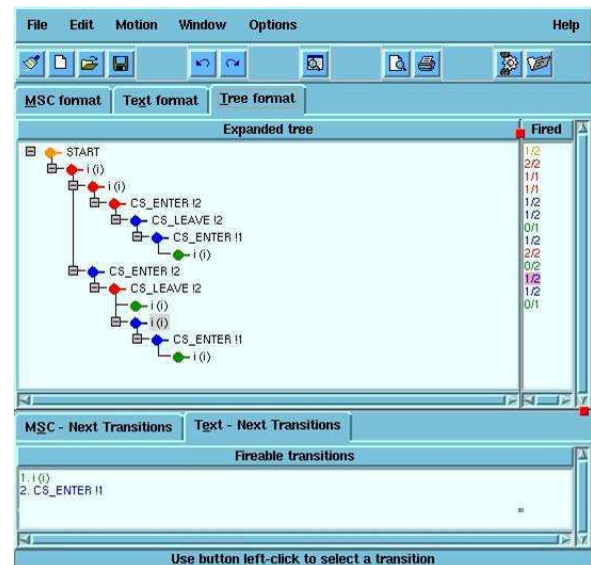 File Edit Motion Window Options Help
MSC format Text format Tree format
Expanded tree Fired
START 1/2
i (i) 2/2
i (i) 1/1
CS_ENTER !2 1/1
CS_LEAVE !2 1/2
CS_ENTER !1 1/2
i (i) 0/1
CS_ENTER !2 1/2
CS_LEAVE !2 2/2
i (i) 0/2
i (i) 1/2
CS_ENTER !1 1/2
i (i) 0/1
MSC - Next Transitions Text - Next Transitions
Fireable transitions
1. i (i)
2. CS_ENTER !1
Use button left-click to select a transition